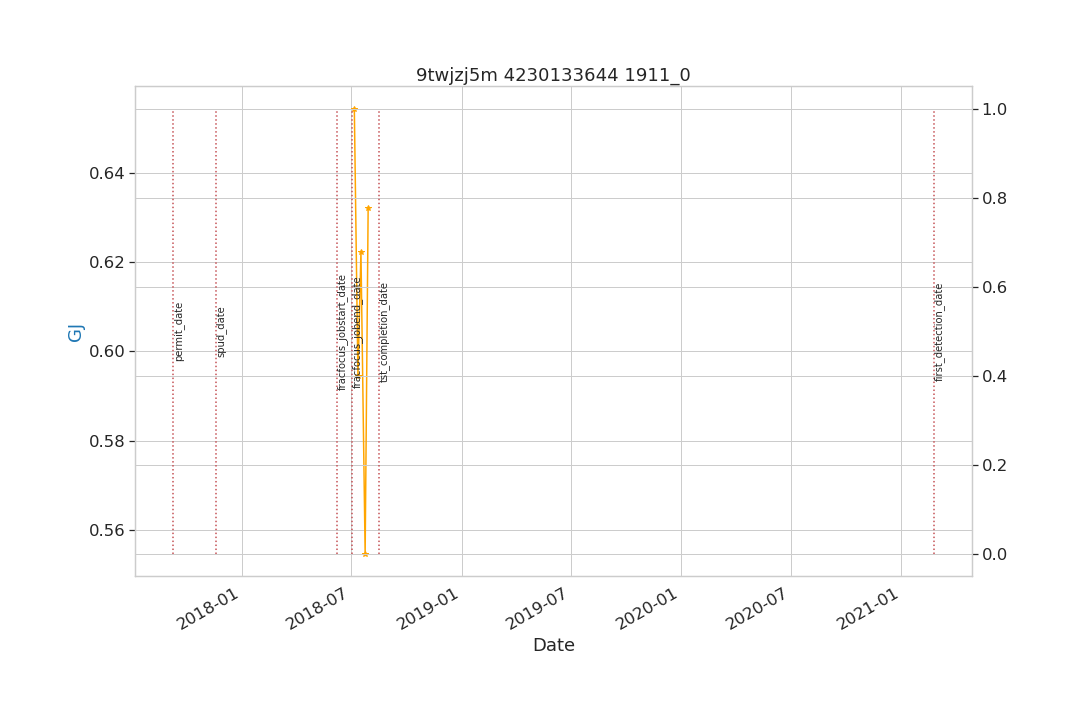 9twjzj5m 4230133644 1911_0
GJ
0.64
0.62
0.60
0.58
0.56
1.0
0.8
0.6
0.4
0.2
0.0
permit_date
spud_date
fracfocus_jobstart_date
fracfocus_jobend_date
tst_completion_date
first_detection_date
2018-01
2018-07
2019-01
2019-07
2020-01
2020-07
2021-01
Date